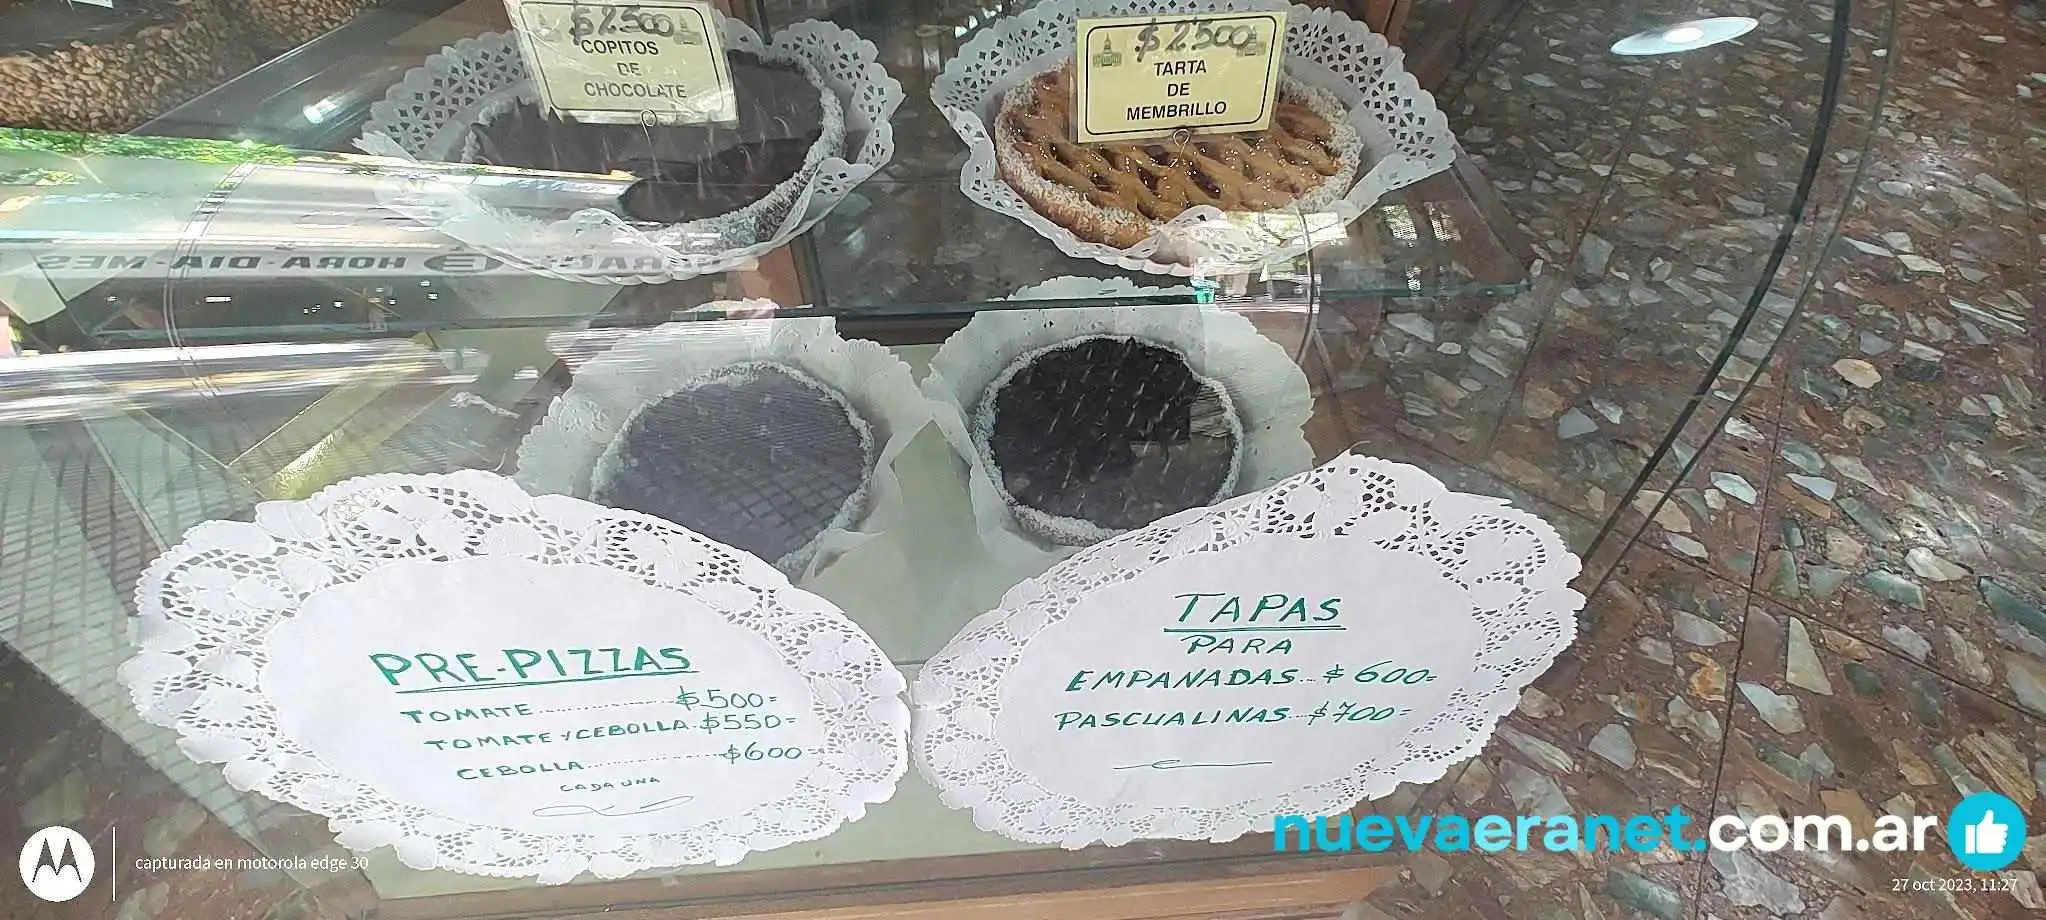 $2.500
COPITOS
DE
CHOCOLATE
$2500
TARTA
DE
MEMBRILLO
HORA-DIA-MES
PRE-PIZZAS
TOMATE.................$500=
TOMATE Y CEBOLLA.$550=
CEBOLLA..................$600=
CADA UNA
TAPAS
PARA
EMPANADAS...$600=
PASCUALINAS...$700=
nuevaeranet.com.ar
capturada en motorola edge 30
27 oct 2023, 11:27